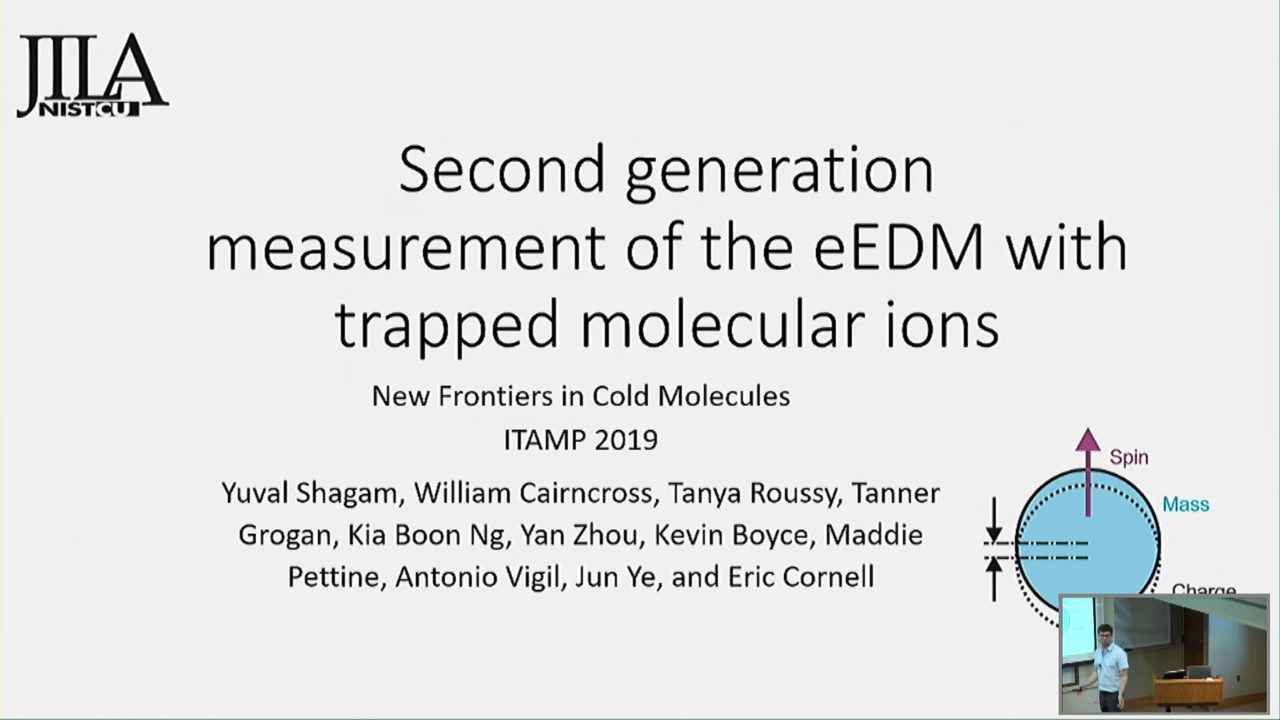 JILA
NIST CU
Second generation
measurement of the eEDM with
trapped molecular ions
New Frontiers in Cold Molecules
ITAMP 2019
Yuval Shagam, William Cairncross, Tanya Roussy, Tanner
Grogan, Kia Boon Ng, Yan Zhou, Kevin Boyce, Maddie
Pettine, Antonio Vigil, Jun Ye, and Eric Cornell
Spin
Mass
Charge